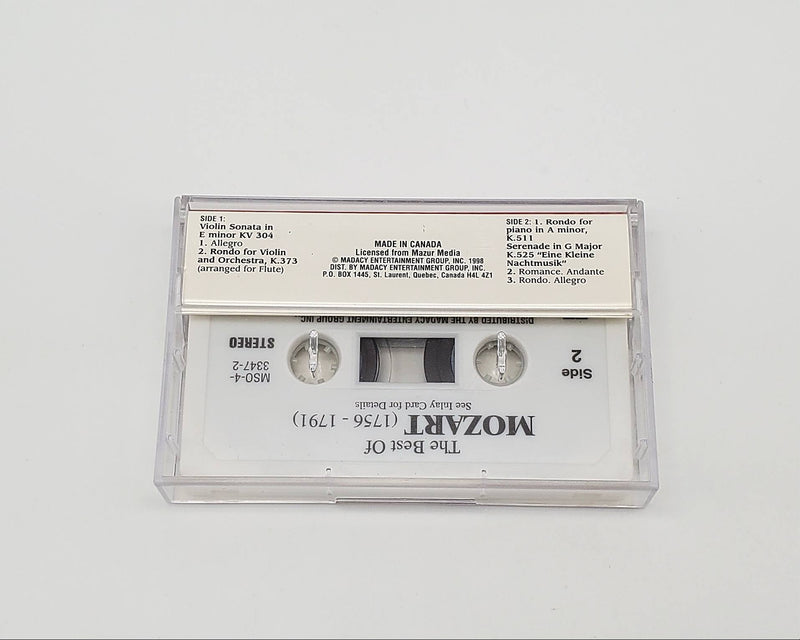 SIDE 1:
Violin Sonata in
E minor KV 304
1. Allegro
2. Rondo for Violin
and Orchestra, K.373
(arranged for Flute)
MADE IN CANADA
Licensed from Mazur Media
© MADACY ENTERTAINMENT GROUP, INC. 1998
DIST. BY MADACY ENTERTAINMENT GROUP, INC.
P.O. BOX 1445, St. Laurent, Quebec, Canada H4L 4Z1
SIDE 2: 1. Rondo for
piano in A minor,
K.511
Serenade in G Major
K.525 "Eine Kleine
Nachtmusik"
2. Romance. Andante
3. Rondo. Allegro
The Best Of
MOZART (1756 - 1791)
See Inlay Card for Details
Side
2
MSO-4-
3347-2
STEREO
DISTRIBUTED BY THE MADACY ENTERTAINMENT GROUP INC.